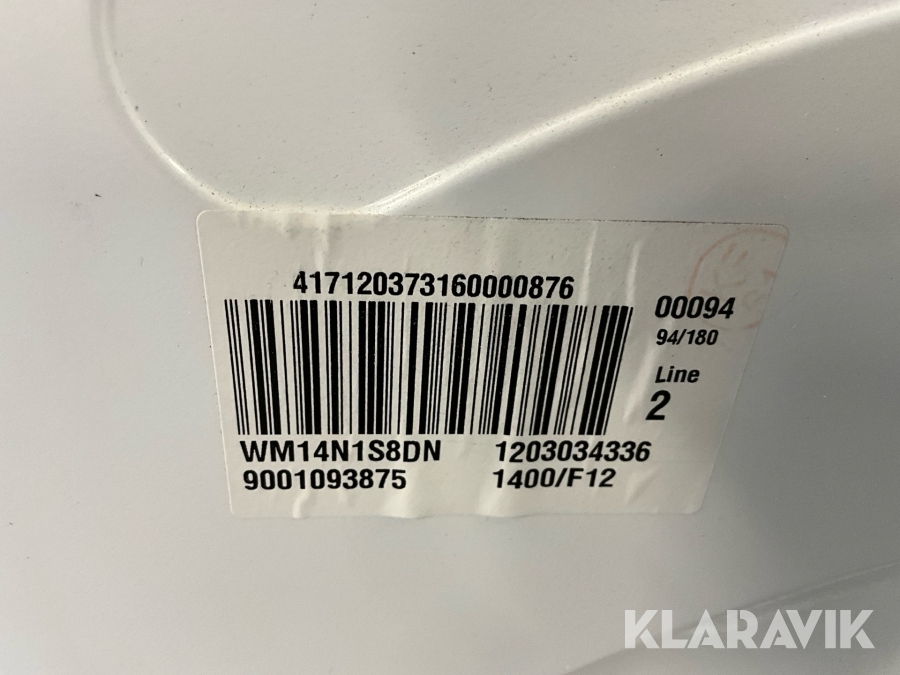 417120373160000876
00094
94/180
Line
2
WM14N1S8DN 1203034336
9001093875 1400/F12
KLARAVIK